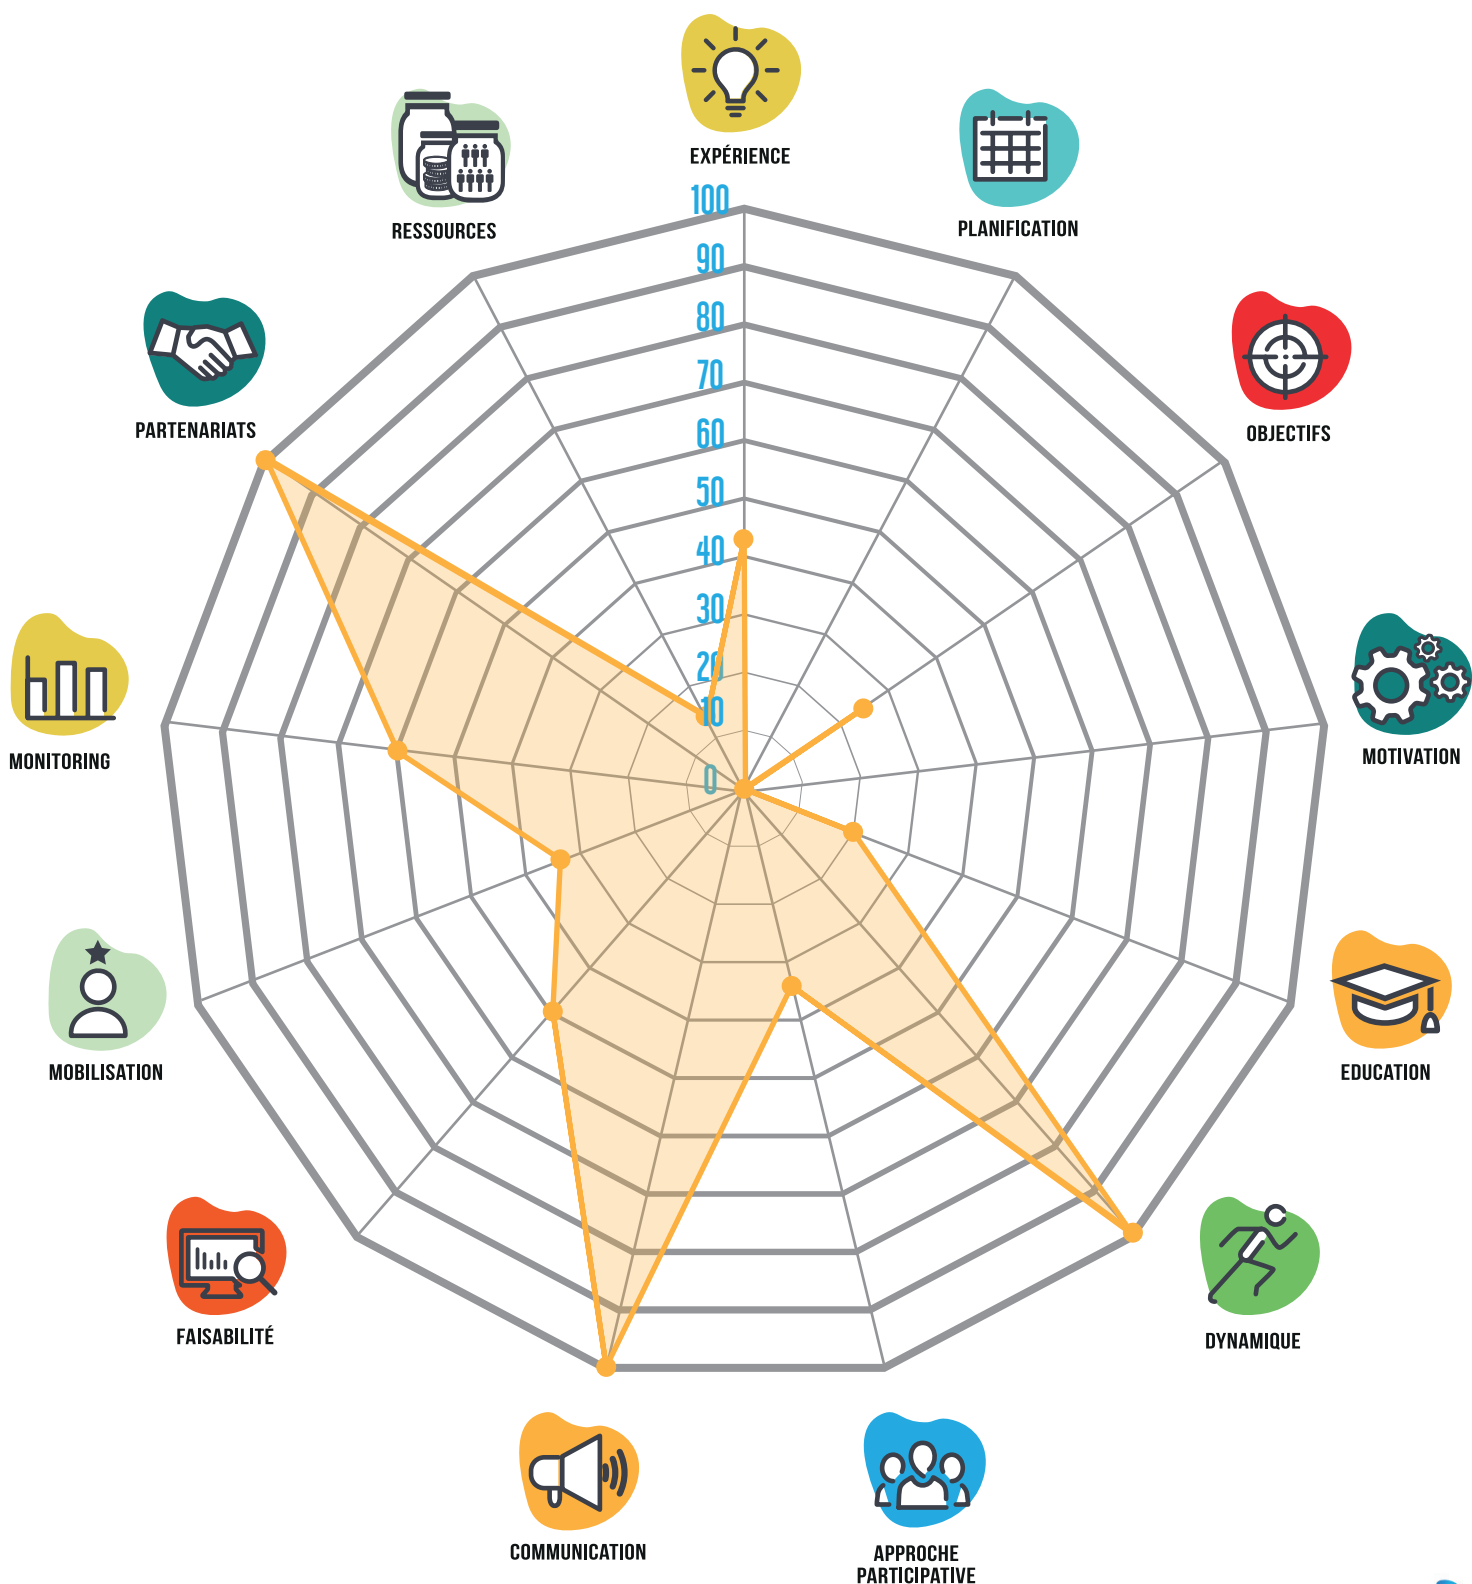 EXPÉRIENCE
PLANIFICATION
RESSOURCES
OBJECTIFS
PARTENARIATS
MOTIVATION
MONITORING
EDUCATION
MOBILISATION
DYNAMIQUE
FAISABILITÉ
COMMUNICATION
APPROCHE
PARTICIPATIVE
100
90
80
70
60
50
40
30
20
10
0